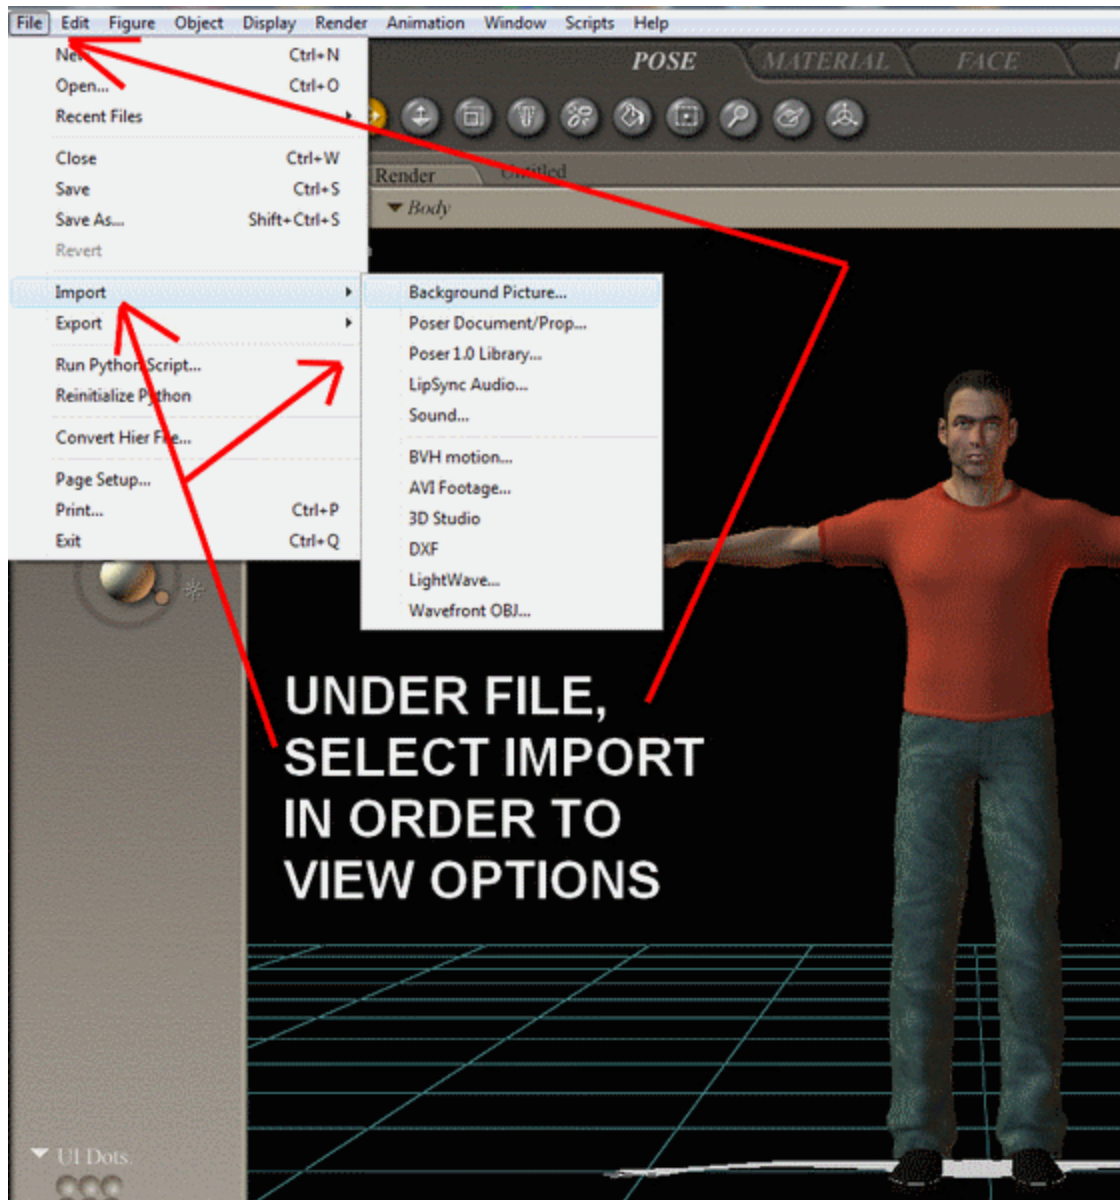 File Edit Figure Object Display Render Animation Window Scripts Help
POSE MATERIAL FACE
New Ctrl+N
Open... Ctrl+O
Recent Files
Close Ctrl+W
Render Untitled
Save Ctrl+S
Body
Save As... Shift+Ctrl+S
Revert
Import
Export
Run Python Script...
Reinitialize Python
Convert Hier File...
Page Setup...
Print... Ctrl+P
Exit Ctrl+Q
Background Picture...
Poser Document/Prop...
Poser 1.0 Library...
LipSync Audio...
Sound...
BVH motion...
AVI Footage...
3D Studio
DXF
LightWave...
Wavefront OBJ...
UNDER FILE,
SELECT IMPORT
IN ORDER TO
VIEW OPTIONS
UI Dots